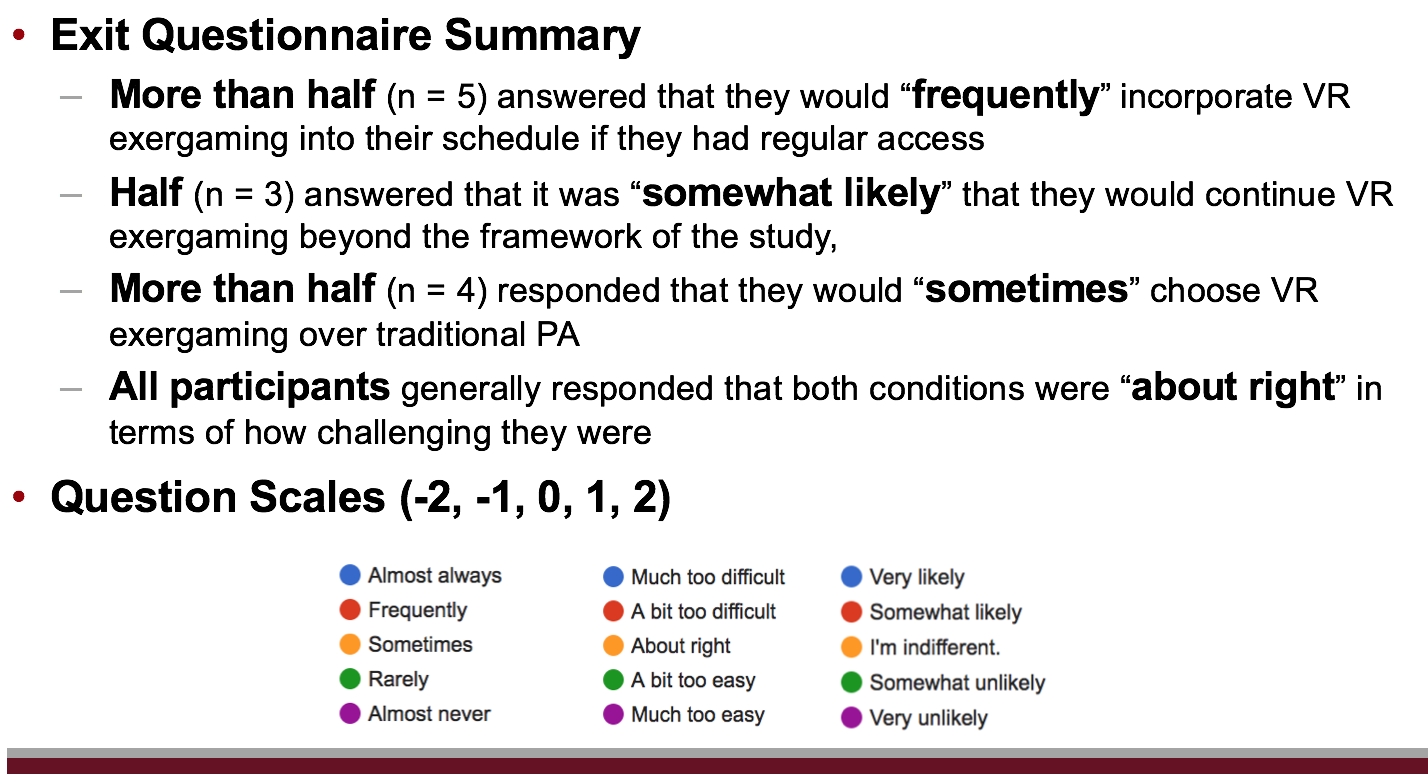 • Exit Questionnaire Summary
– More than half (n = 5) answered that they would “frequently” incorporate VR
exergaming into their schedule if they had regular access
– Half (n = 3) answered that it was “somewhat likely” that they would continue VR
exergaming beyond the framework of the study,
– More than half (n = 4) responded that they would “sometimes” choose VR
exergaming over traditional PA
– All participants generally responded that both conditions were “about right” in
terms of how challenging they were
• Question Scales (-2, -1, 0, 1, 2)
Almost always
Frequently
Sometimes
Rarely
Almost never
Much too difficult
A bit too difficult
About right
A bit too easy
Much too easy
Very likely
Somewhat likely
I'm indifferent.
Somewhat unlikely
Very unlikely